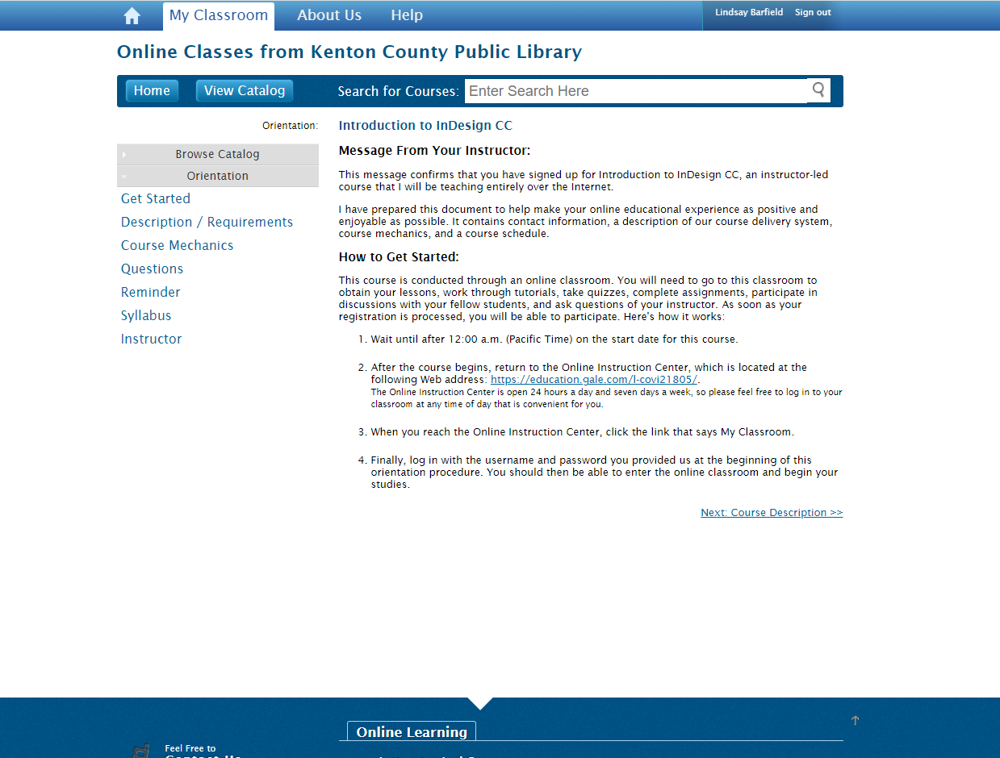 My Classroom About Us Help Lindsay Barfield Sign out
Online Classes from Kenton County Public Library
Home View Catalog Search for Courses: Enter Search Here
Orientation:
Browse Catalog
Orientation
Get Started
Description / Requirements
Course Mechanics
Questions
Reminder
Syllabus
Instructor
Introduction to InDesign CC
Message From Your Instructor:
This message confirms that you have signed up for Introduction to InDesign CC, an instructor-led
course that I will be teaching entirely over the Internet.
I have prepared this document to help make your online educational experience as positive and
enjoyable as possible. It contains contact information, a description of our course delivery system,
course mechanics, and a course schedule.
How to Get Started:
This course is conducted through an online classroom. You will need to go to this classroom to
obtain your lessons, work through tutorials, take quizzes, complete assignments, participate in
discussions with your fellow students, and ask questions of your instructor. As soon as your
registration is processed, you will be able to participate. Here's how it works:
1. Wait until after 12:00 a.m. (Pacific Time) on the start date for this course.
2. After the course begins, return to the Online Instruction Center, which is located at the
following Web address: https://education.gale.com/l-covi21805/.
The Online Instruction Center is open 24 hours a day and seven days a week, so please feel free to log in to your
classroom at any time of day that is convenient for you.
3. When you reach the Online Instruction Center, click the link that says My Classroom.
4. Finally, log in with the username and password you provided us at the beginning of this
orientation procedure. You should then be able to enter the online classroom and begin your
studies.
Next: Course Description >>
Online Learning
Feel Free to